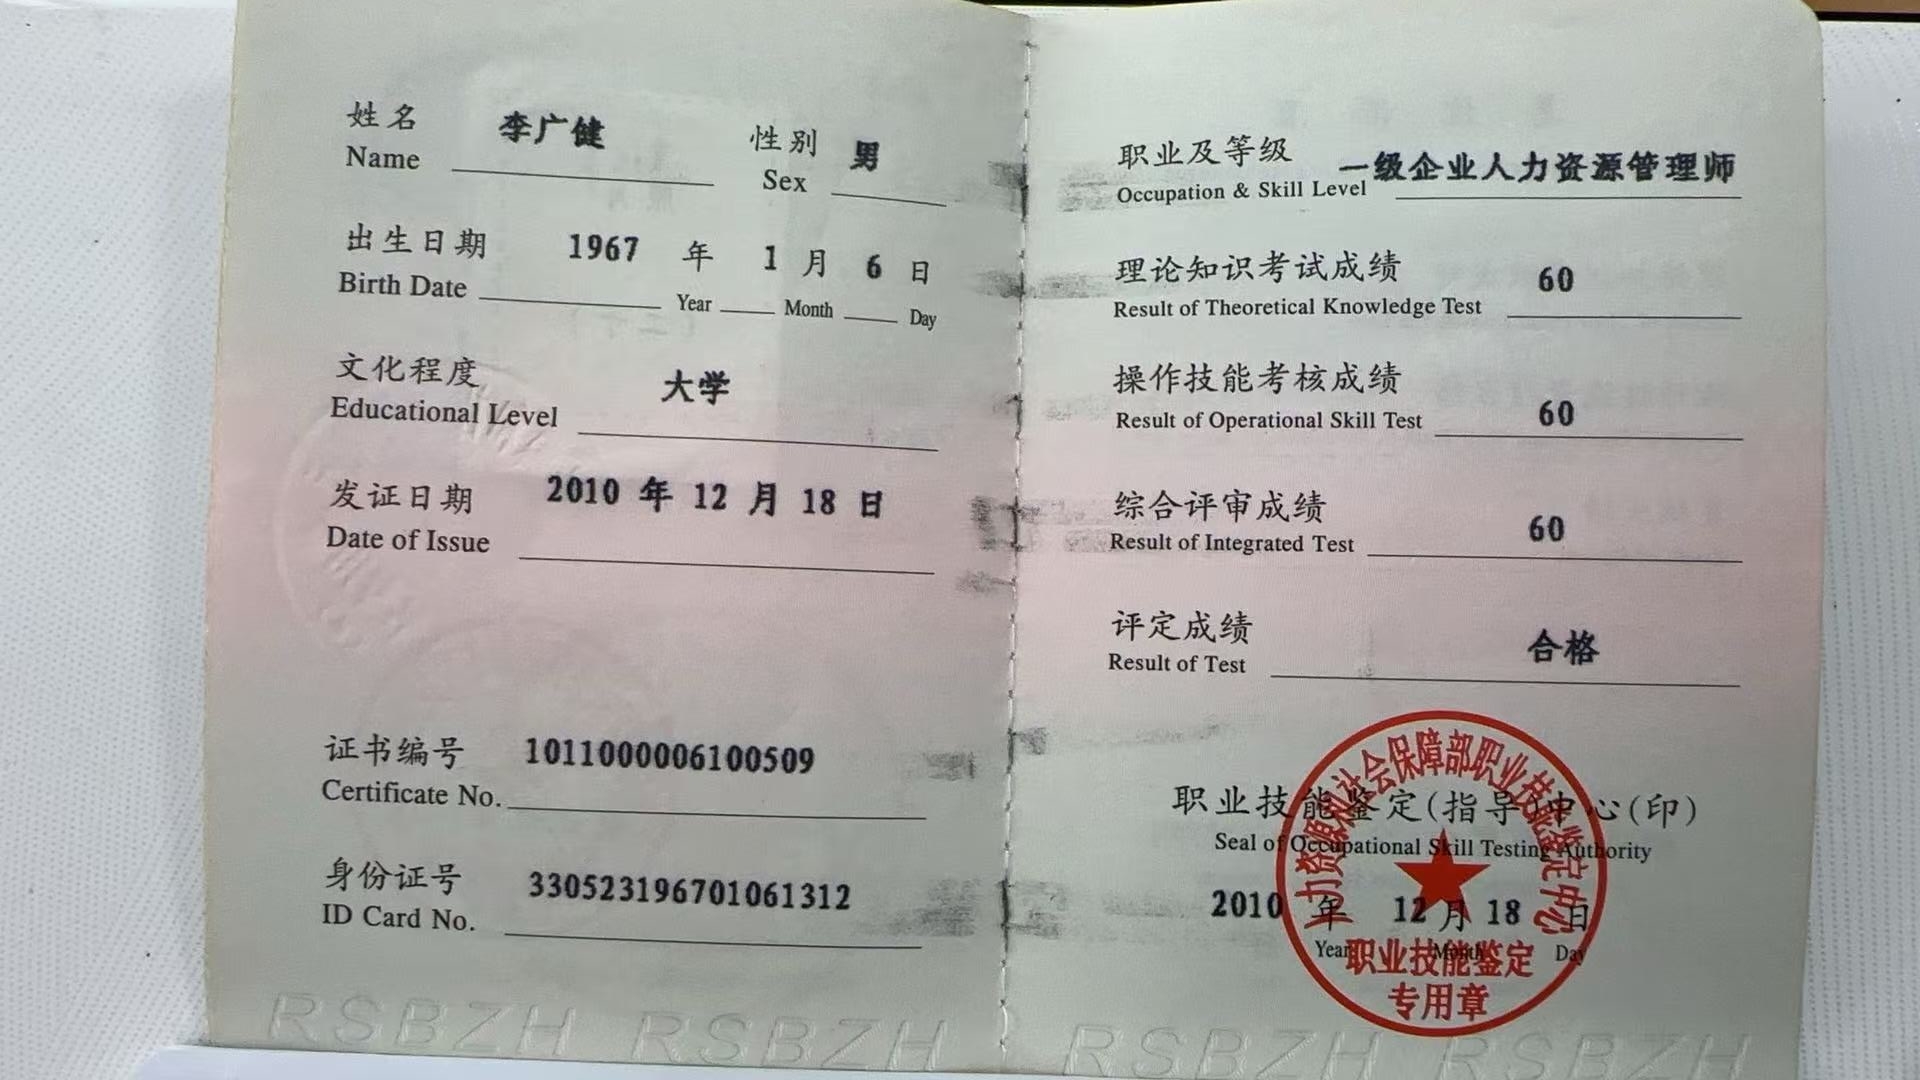 姓名 李广健 性别 男
Name Sex
出生日期 1967 年 1 月 6 日
Birth Date Year Month Day
文化程度 大学
Educational Level
发证日期 2010 年 12 月 18 日
Date of Issue
证书编号 1011000006100509
Certificate No.
身份证号 330523196701061312
ID Card No.
RSBZH RSBZH
职业及等级 一级企业人力资源管理师
Occupation & Skill Level
理论知识考试成绩 60
Result of Theoretical Knowledge Test
操作技能考核成绩 60
Result of Operational Skill Test
综合评审成绩 60
Result of Integrated Test
评定成绩 合格
Result of Test
职业技能鉴定(指导)中心(印)
Seal of Occupational Skill Testing Authority
2010 年 12 月 18 日
Year Month Day
人力资源和社会保障部职业技能鉴定中心
职业技能鉴定
专用章
RSBZH RSBZH